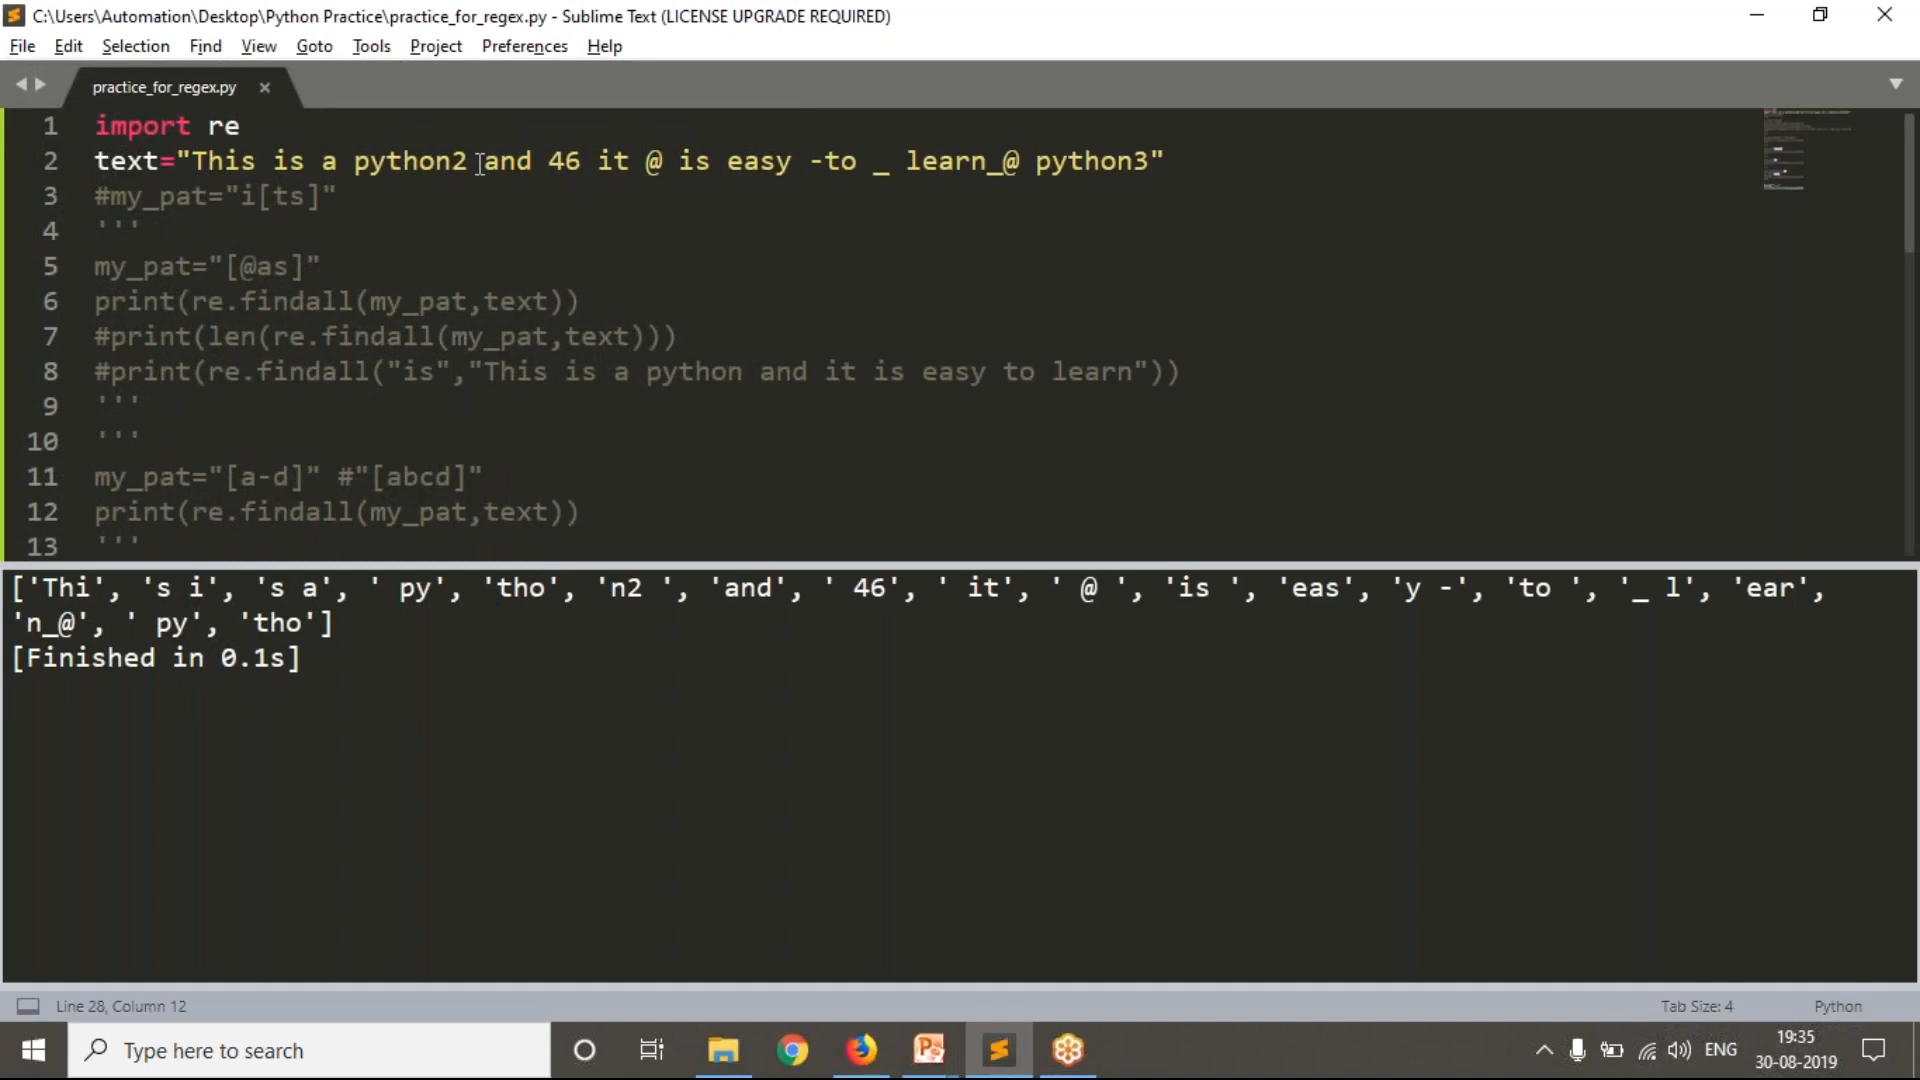 C:\Users\Automation\Desktop\Python Practice\practice_for_regex.py - Sublime Text (LICENSE UPGRADE REQUIRED)
File Edit Selection Find View Goto Tools Project Preferences Help
practice_for_regex.py ×
1 import re
2 text="This is a python2 and 46 it @ is easy -to _ learn_@ python3"
3 #my_pat="i[ts]"
4 '''
5 my_pat="[@as]"
6 print(re.findall(my_pat,text))
7 #print(len(re.findall(my_pat,text)))
8 #print(re.findall("is","This is a python and it is easy to learn"))
9 '''
10 '''
11 my_pat="[a-d]" #"[abcd]"
12 print(re.findall(my_pat,text))
13 '''
['Thi', 's i', 's a', ' py', 'tho', 'n2 ', 'and', ' 46', ' it', ' @ ', 'is ', 'eas', 'y -', 'to ', '_ l', 'ear',
'n_@', ' py', 'tho']
[Finished in 0.1s]
Line 28, Column 12 Tab Size: 4 Python
Type here to search ENG 19:35
30-08-2019